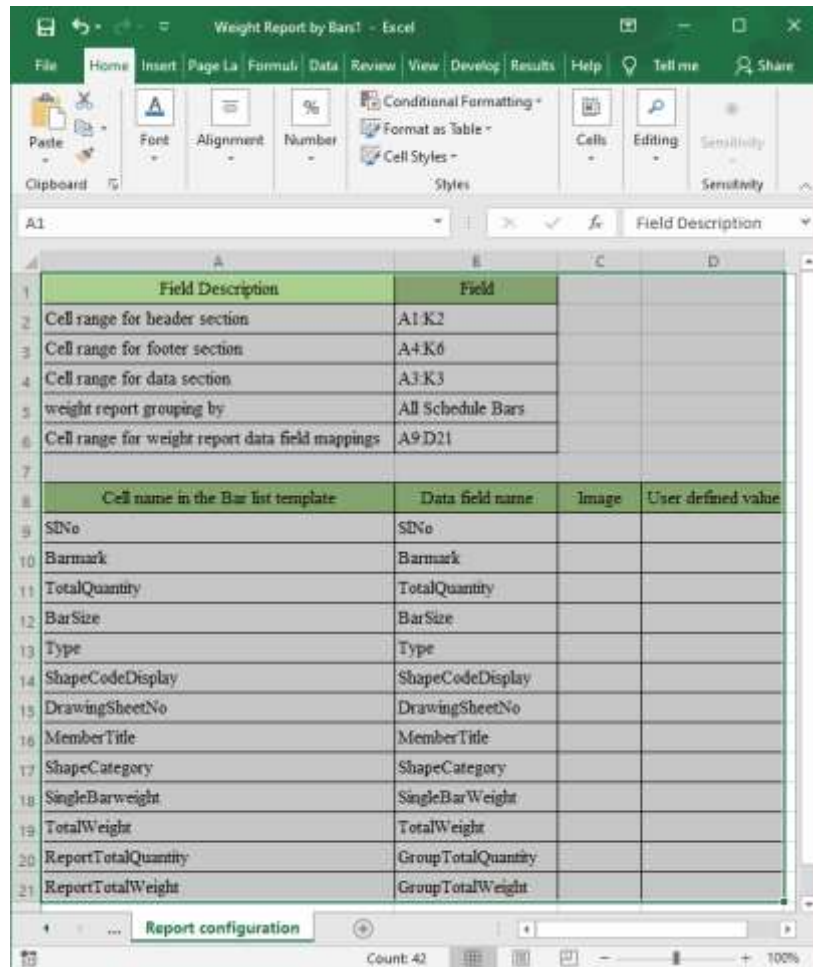 Weight Report by Bars1 - Excel
File Home Insert Page La Formula Data Review View Develop Results Help Tell me Share
Paste
Clipboard
Font
Alignment
%
Number
Conditional Formatting
Format as Table
Cell Styles
Styles
Cells
Editing
Sensitivity
Sensitivity
A1 fx Field Description
A B C D
1 Field Description Field
2 Cell range for header section A1:K2
3 Cell range for footer section A4:K6
4 Cell range for data section A3:K3
5 weight report grouping by All Schedule Bars
6 Cell range for weight report data field mappings A9:D21
7
8 Cell name in the Bar list template Data field name Image User defined value
9 SlNo SlNo
10 Barmark Barmark
11 TotalQuantity TotalQuantity
12 BarSize BarSize
13 Type Type
14 ShapeCodeDisplay ShapeCodeDisplay
15 DrawingSheetNo DrawingSheetNo
16 MemberTitle MemberTitle
17 ShapeCategory ShapeCategory
18 SingleBarweight SingleBarWeight
19 TotalWeight TotalWeight
20 ReportTotalQuantity GroupTotalQuantity
21 ReportTotalWeight GroupTotalWeight
... Report configuration
Count: 42 100%